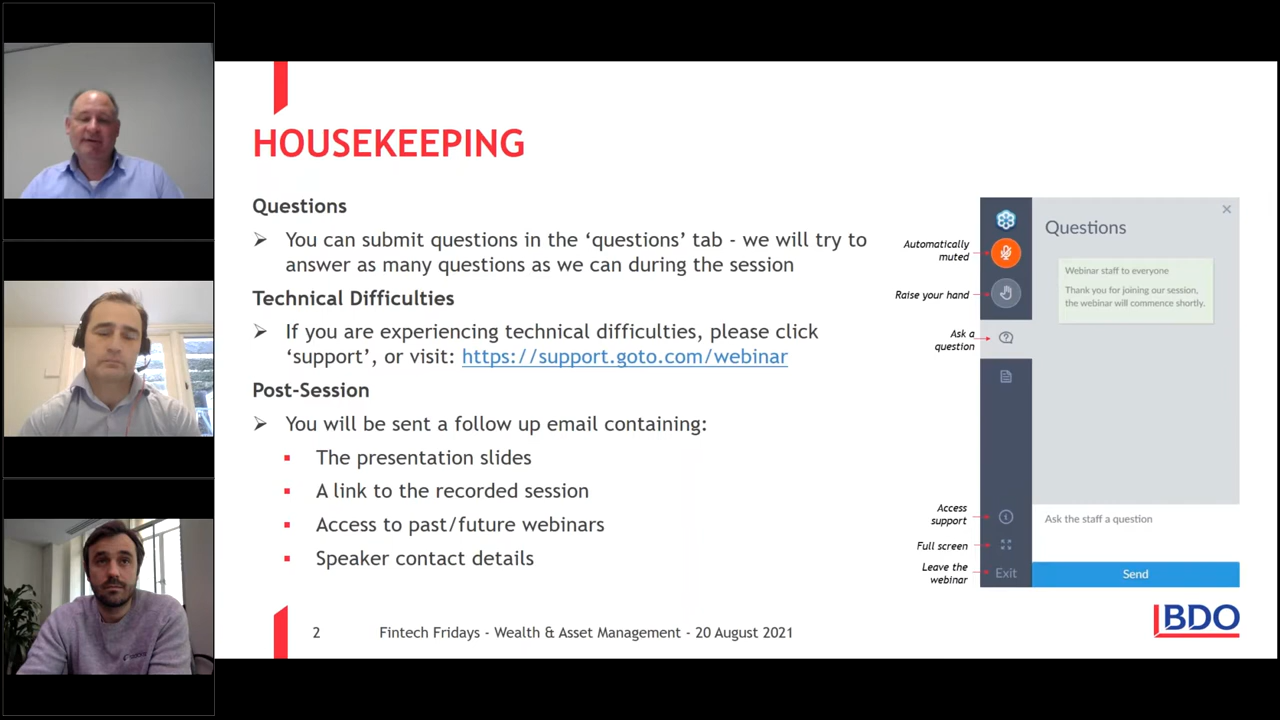 HOUSEKEEPING
Questions
➢ You can submit questions in the ‘questions’ tab - we will try to
answer as many questions as we can during the session
Technical Difficulties
➢ If you are experiencing technical difficulties, please click
‘support’, or visit: https://support.goto.com/webinar
Post-Session
➢ You will be sent a follow up email containing:
▪ The presentation slides
▪ A link to the recorded session
▪ Access to past/future webinars
▪ Speaker contact details
Automatically
muted
Raise your hand
Ask a
question
Access
support
Full screen
Leave the
webinar
Questions
Webinar staff to everyone
Thank you for joining our session,
the webinar will commence shortly.
Ask the staff a question
Exit
Send
2
Fintech Fridays - Wealth & Asset Management - 20 August 2021
BDO